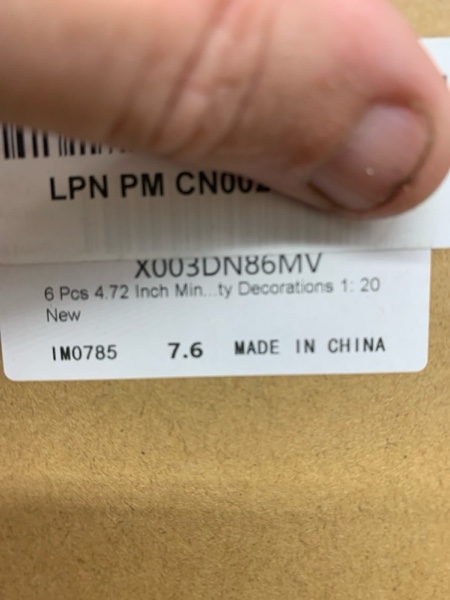 LPN PM CN002
X003DN86MV
6 Pcs 4.72 Inch Min...ty Decorations 1: 20
New
IM0785 7.6 MADE IN CHINA